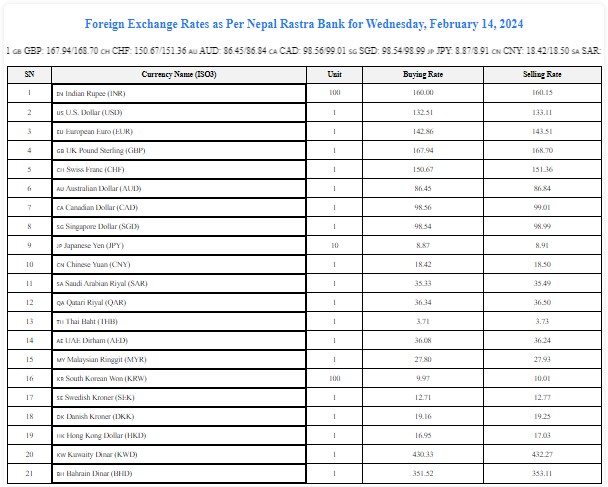 Foreign Exchange Rates as Per Nepal Rastra Bank for Wednesday, February 14, 2024
1 GB GBP: 167.94/168.70 CH CHF: 150.67/151.36 AU AUD: 86.45/86.84 CA CAD: 98.56/99.01 SG SGD: 98.54/98.99 JP JPY: 8.87/8.91 CN CNY: 18.42/18.50 SA SAR:
SN Currency Name (ISO3) Unit Buying Rate Selling Rate
1 IN Indian Rupee (INR) 100 160.00 160.15
2 US U.S. Dollar (USD) 1 132.51 133.11
3 EU European Euro (EUR) 1 142.86 143.51
4 GB UK Pound Sterling (GBP) 1 167.94 168.70
5 CH Swiss Franc (CHF) 1 150.67 151.36
6 AU Australian Dollar (AUD) 1 86.45 86.84
7 CA Canadian Dollar (CAD) 1 98.56 99.01
8 SG Singapore Dollar (SGD) 1 98.54 98.99
9 JP Japanese Yen (JPY) 10 8.87 8.91
10 CN Chinese Yuan (CNY) 1 18.42 18.50
11 SA Saudi Arabian Riyal (SAR) 1 35.33 35.49
12 QA Qatari Riyal (QAR) 1 36.34 36.50
13 TH Thai Baht (THB) 1 3.71 3.73
14 AE UAE Dirham (AED) 1 36.08 36.24
15 MY Malaysian Ringgit (MYR) 1 27.80 27.93
16 KR South Korean Won (KRW) 100 9.97 10.01
17 SE Swedish Kroner (SEK) 1 12.71 12.77
18 DK Danish Kroner (DKK) 1 19.16 19.25
19 HK Hong Kong Dollar (HKD) 1 16.95 17.03
20 KW Kuwaity Dinar (KWD) 1 430.33 432.27
21 BH Bahrain Dinar (BHD) 1 351.52 353.11